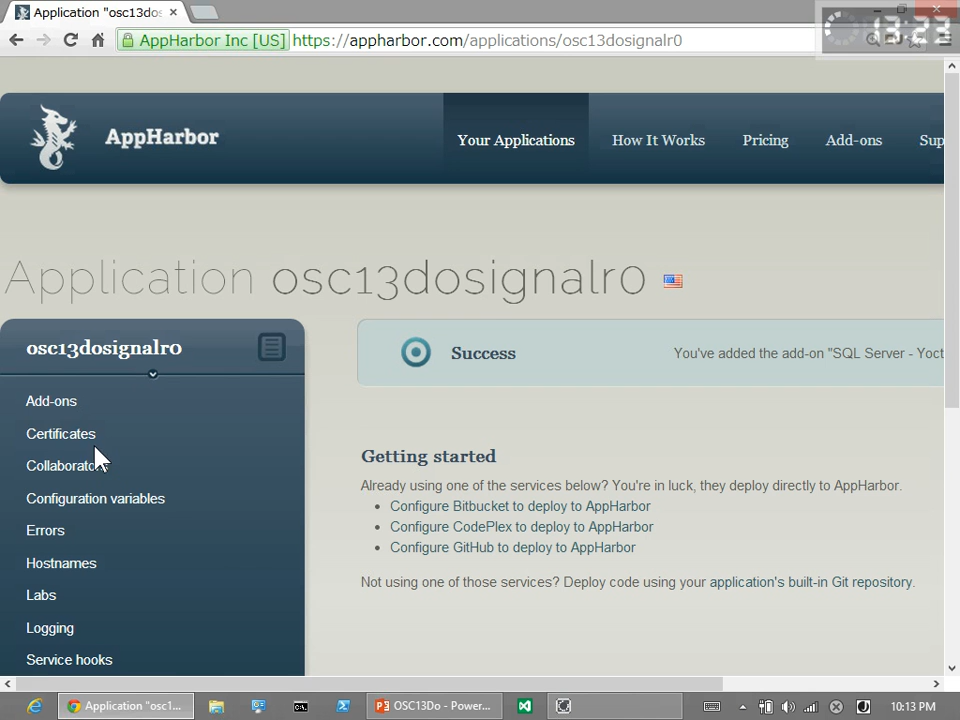 Application "osc13dos
AppHarbor Inc [US] https://appharbor.com/applications/osc13dosignalr0
13:23
AppHarbor
Your Applications How It Works Pricing Add-ons Sup
Application osc13dosignalr0
osc13dosignalr0
Add-ons
Certificates
Collaborato
Configuration variables
Errors
Hostnames
Labs
Logging
Service hooks
Success You've added the add-on "SQL Server - Yoct
Getting started
Already using one of the services below? You're in luck, they deploy directly to AppHarbor.
• Configure Bitbucket to deploy to AppHarbor
• Configure CodePlex to deploy to AppHarbor
• Configure GitHub to deploy to AppHarbor
Not using one of those services? Deploy code using your application's built-in Git repository.
Application "osc1... OSC13Do - Power... 10:13 PM